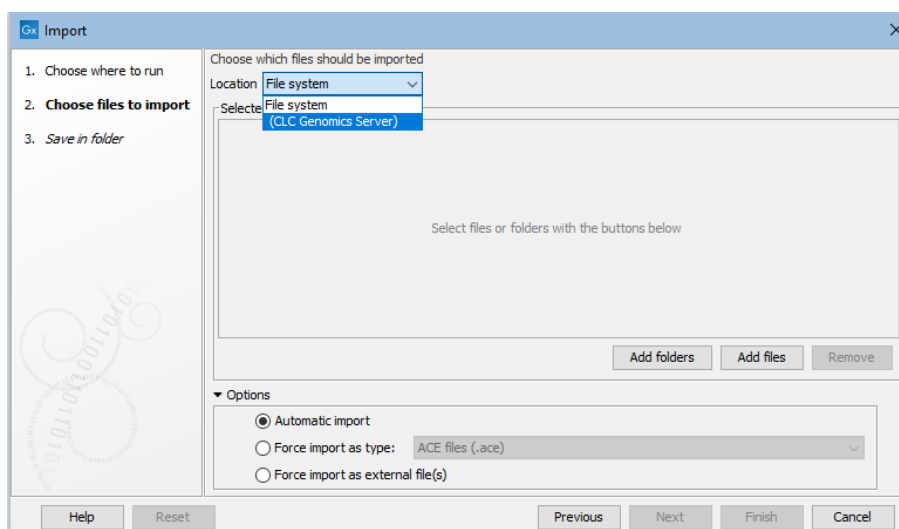 Gx Import
1. Choose where to run
2. Choose files to import
3. Save in folder
Choose which files should be imported
Location File system
File system
(CLC Genomics Server)
Selecte
Select files or folders with the buttons below
Add folders Add files Remove
Options
Automatic import
Force import as type: ACE files (.ace)
Force import as external file(s)
Help Reset Previous Next Finish Cancel